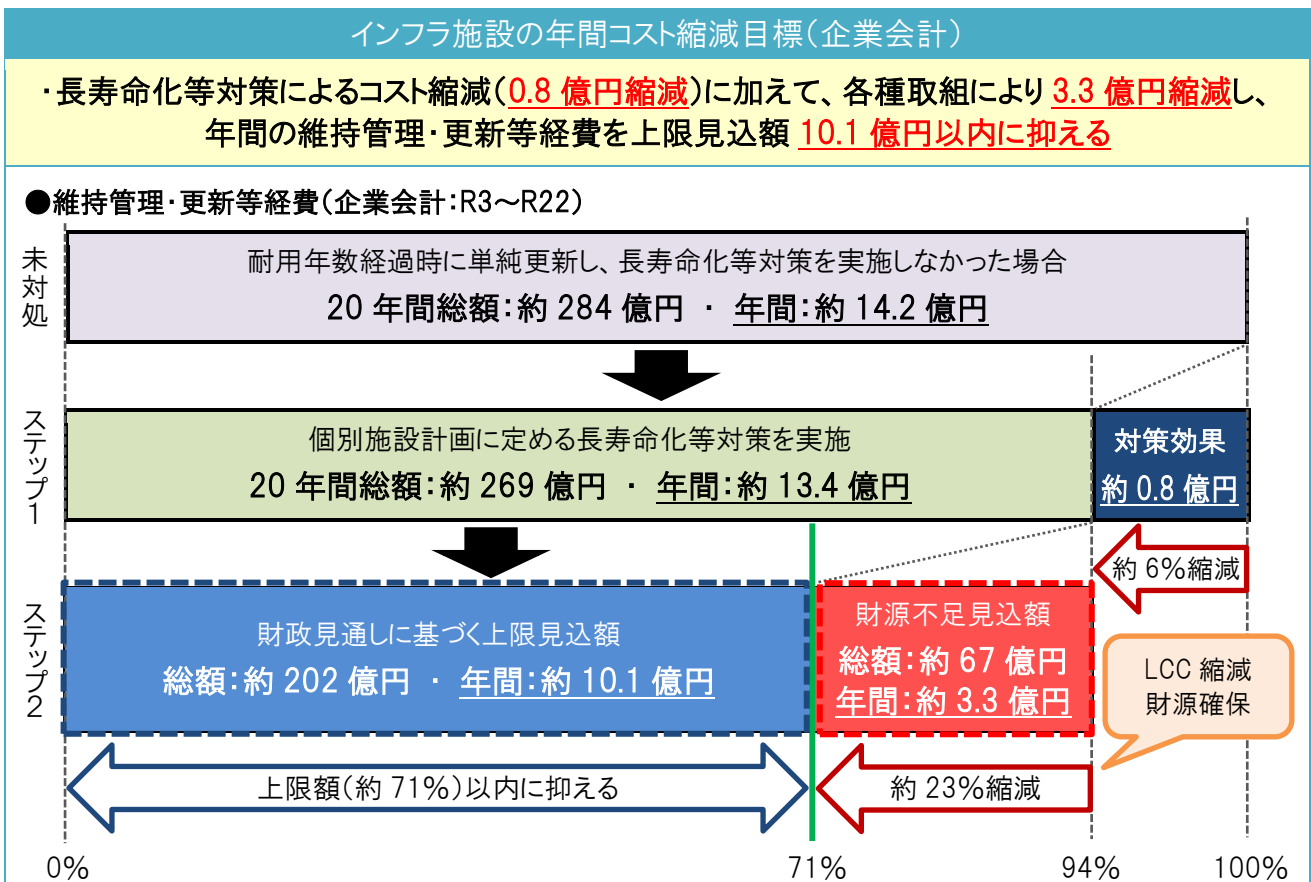 インフラ施設の年間コスト縮減目標(企業会計)
・長寿命化等対策によるコスト縮減(0.8 億円縮減)に加えて、各種取組により 3.3 億円縮減し、
年間の維持管理・更新等経費を上限見込額 10.1 億円以内に抑える
●維持管理・更新等経費(企業会計:R3~R22)
未対処
耐用年数経過時に単純更新し、長寿命化等対策を実施しなかった場合
20 年間総額:約 284 億円 ・ 年間:約 14.2 億円
ステップ1
個別施設計画に定める長寿命化等対策を実施
20 年間総額:約 269 億円 ・ 年間:約 13.4 億円
対策効果
約 0.8 億円
約 6%縮減
ステップ2
財政見通しに基づく上限見込額
総額:約 202 億円 ・ 年間:約 10.1 億円
財源不足見込額
総額:約 67 億円
年間:約 3.3 億円
LCC 縮減
財源確保
上限額(約 71%)以内に抑える
約 23%縮減
0%
71%
94%
100%